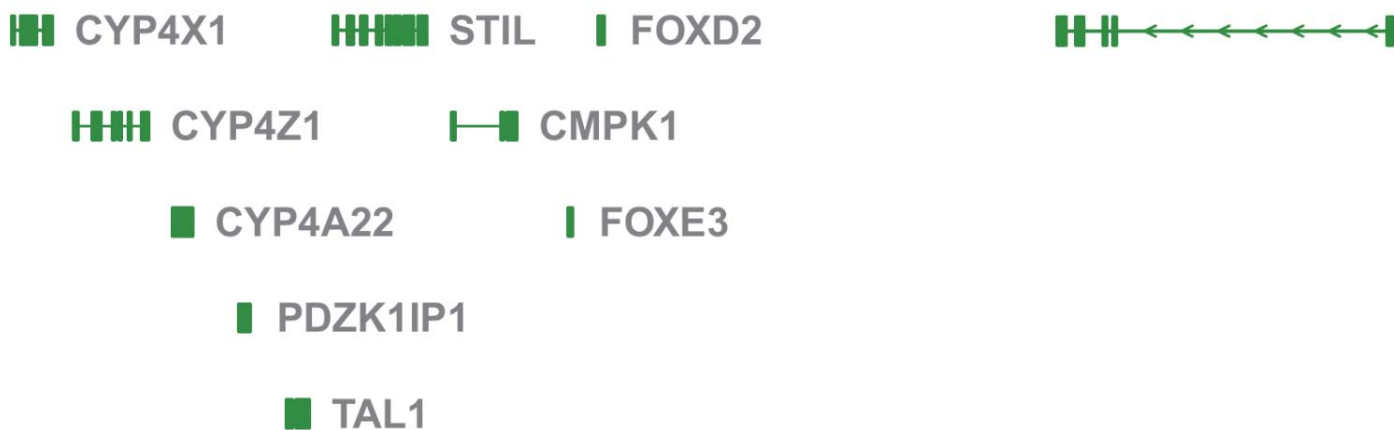 CYP4X1 STIL FOXD2
CYP4Z1 CMPK1
CYP4A22 FOXE3
PDZK1IP1
TAL1